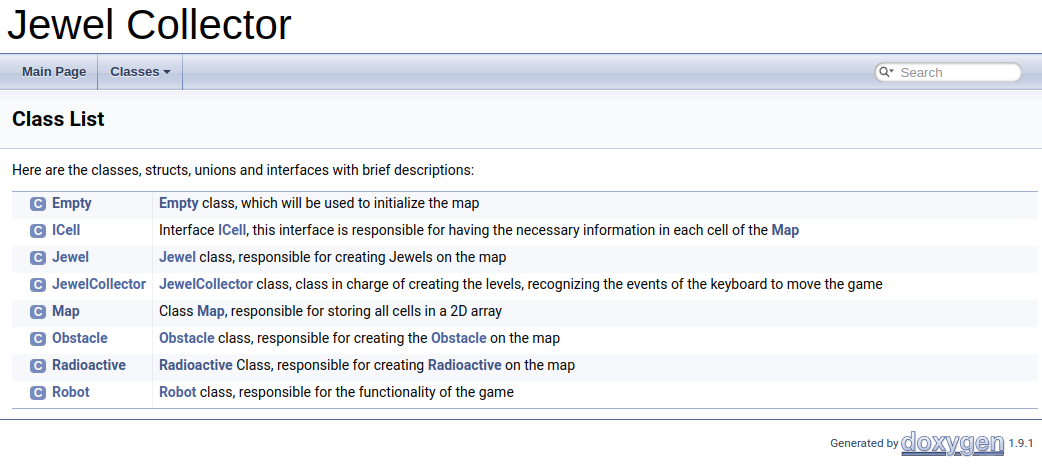 Jewel Collector
Main Page Classes Search
Class List
Here are the classes, structs, unions and interfaces with brief descriptions:
C Empty Empty class, which will be used to initialize the map
C ICell Interface ICell, this interface is responsible for having the necessary information in each cell of the Map
C Jewel Jewel class, responsible for creating Jewels on the map
C JewelCollector JewelCollector class, class in charge of creating the levels, recognizing the events of the keyboard to move the game
C Map Class Map, responsible for storing all cells in a 2D array
C Obstacle Obstacle class, responsible for creating the Obstacle on the map
C Radioactive Radioactive Class, responsible for creating Radioactive on the map
C Robot Robot class, responsible for the functionality of the game
Generated by doxygen 1.9.1